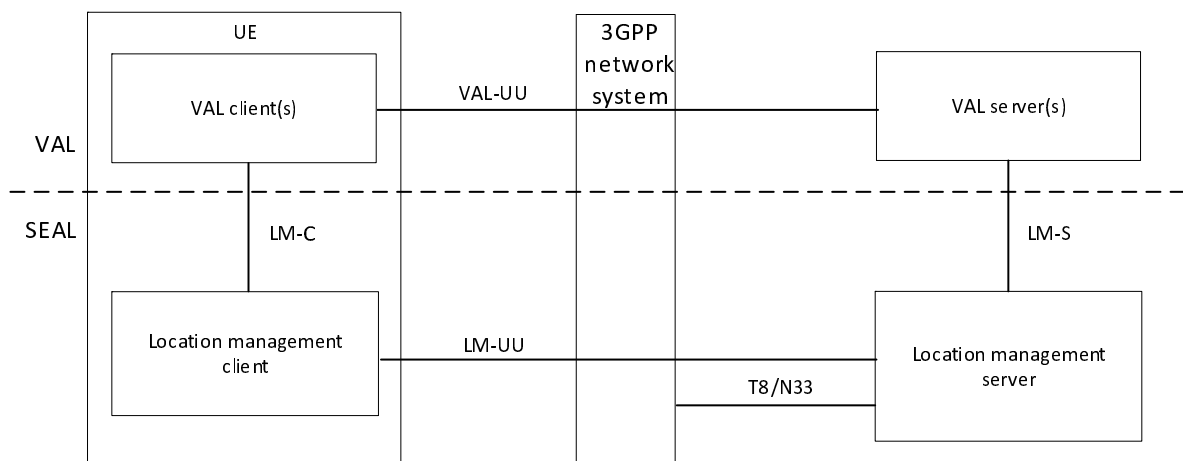 UE
3GPP
network
system
VAL client(s)
VAL-UU
VAL server(s)
VAL
SEAL
LM-C
LM-S
Location management
client
LM-UU
Location management
server
T8/N33